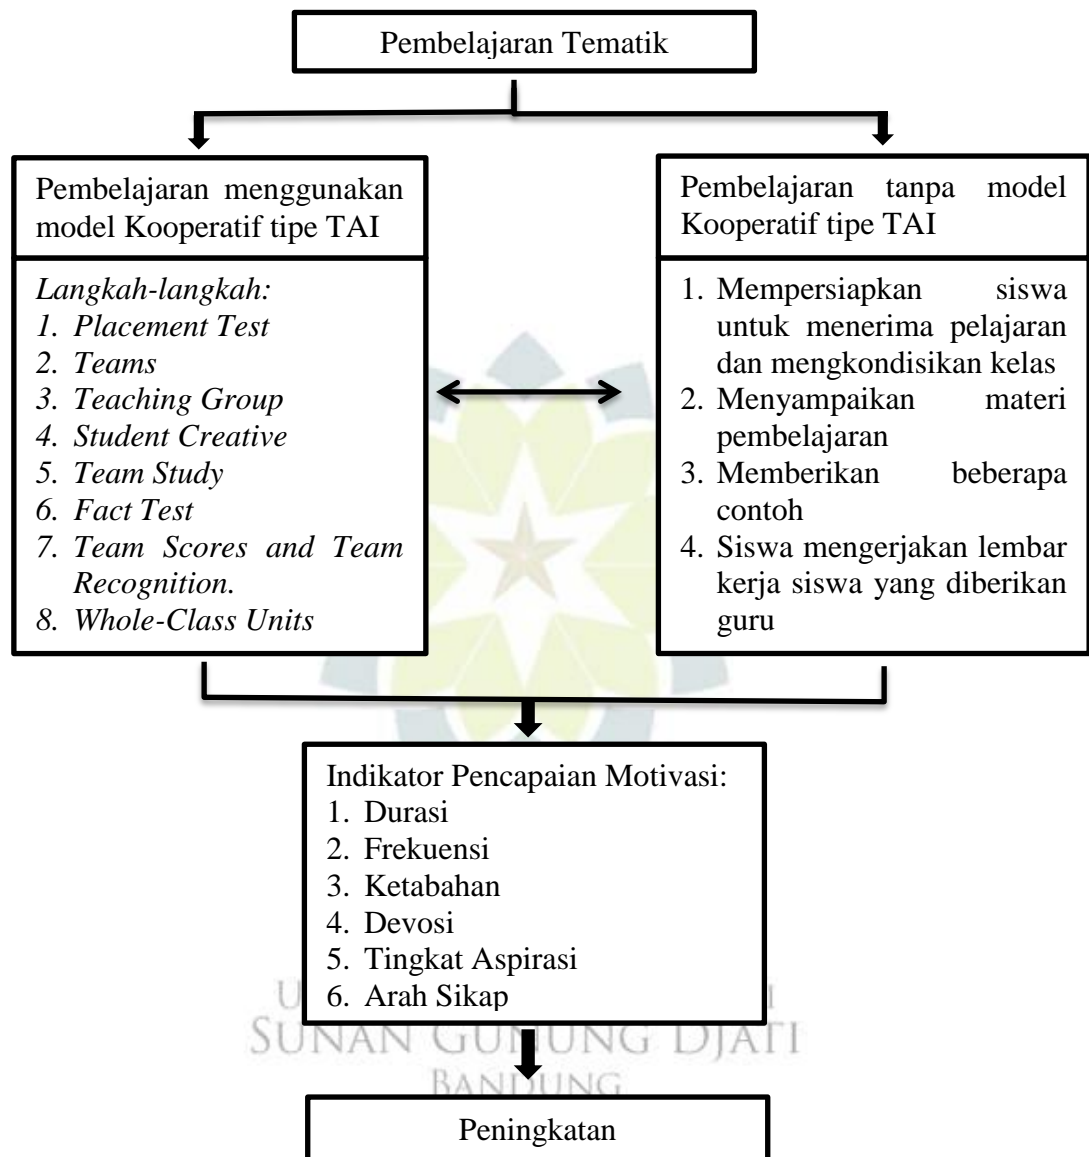 Pembelajaran Tematik
Pembelajaran menggunakan
model Kooperatif tipe TAI
Langkah-langkah:
1. Placement Test
2. Teams
3. Teaching Group
4. Student Creative
5. Team Study
6. Fact Test
7. Team Scores and Team
Recognition.
8. Whole-Class Units
Pembelajaran tanpa model
Kooperatif tipe TAI
1. Mempersiapkan siswa
untuk menerima pelajaran
dan mengkondisikan kelas
2. Menyampaikan materi
pembelajaran
3. Memberikan beberapa
contoh
4. Siswa mengerjakan lembar
kerja siswa yang diberikan
guru
Indikator Pencapaian Motivasi:
1. Durasi
2. Frekuensi
3. Ketabahan
4. Devosi
5. Tingkat Aspirasi
6. Arah Sikap
SUNAN GUNUNG DJATI
BANDUNG
Peningkatan